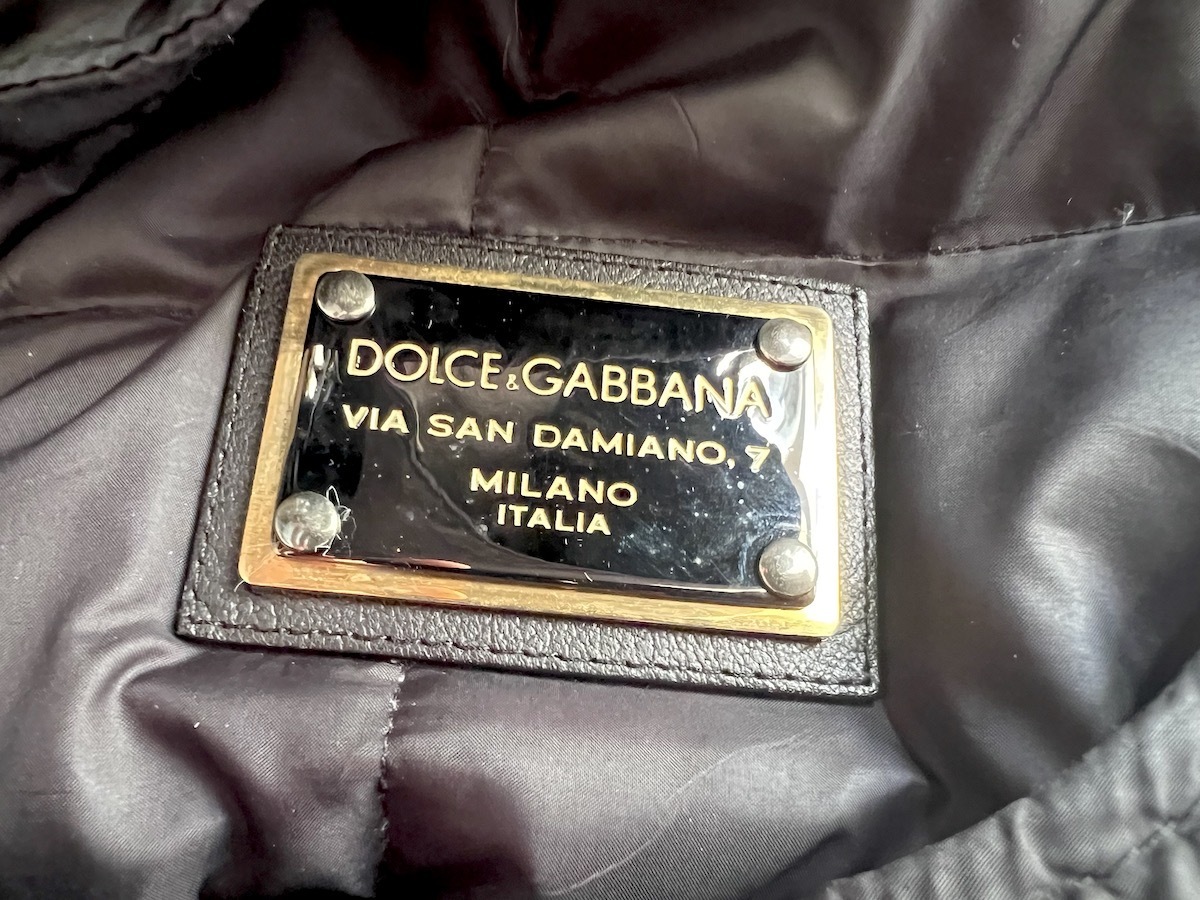 DOLCE&GABBANA
VIA SAN DAMIANO, 7
MILANO
ITALIA